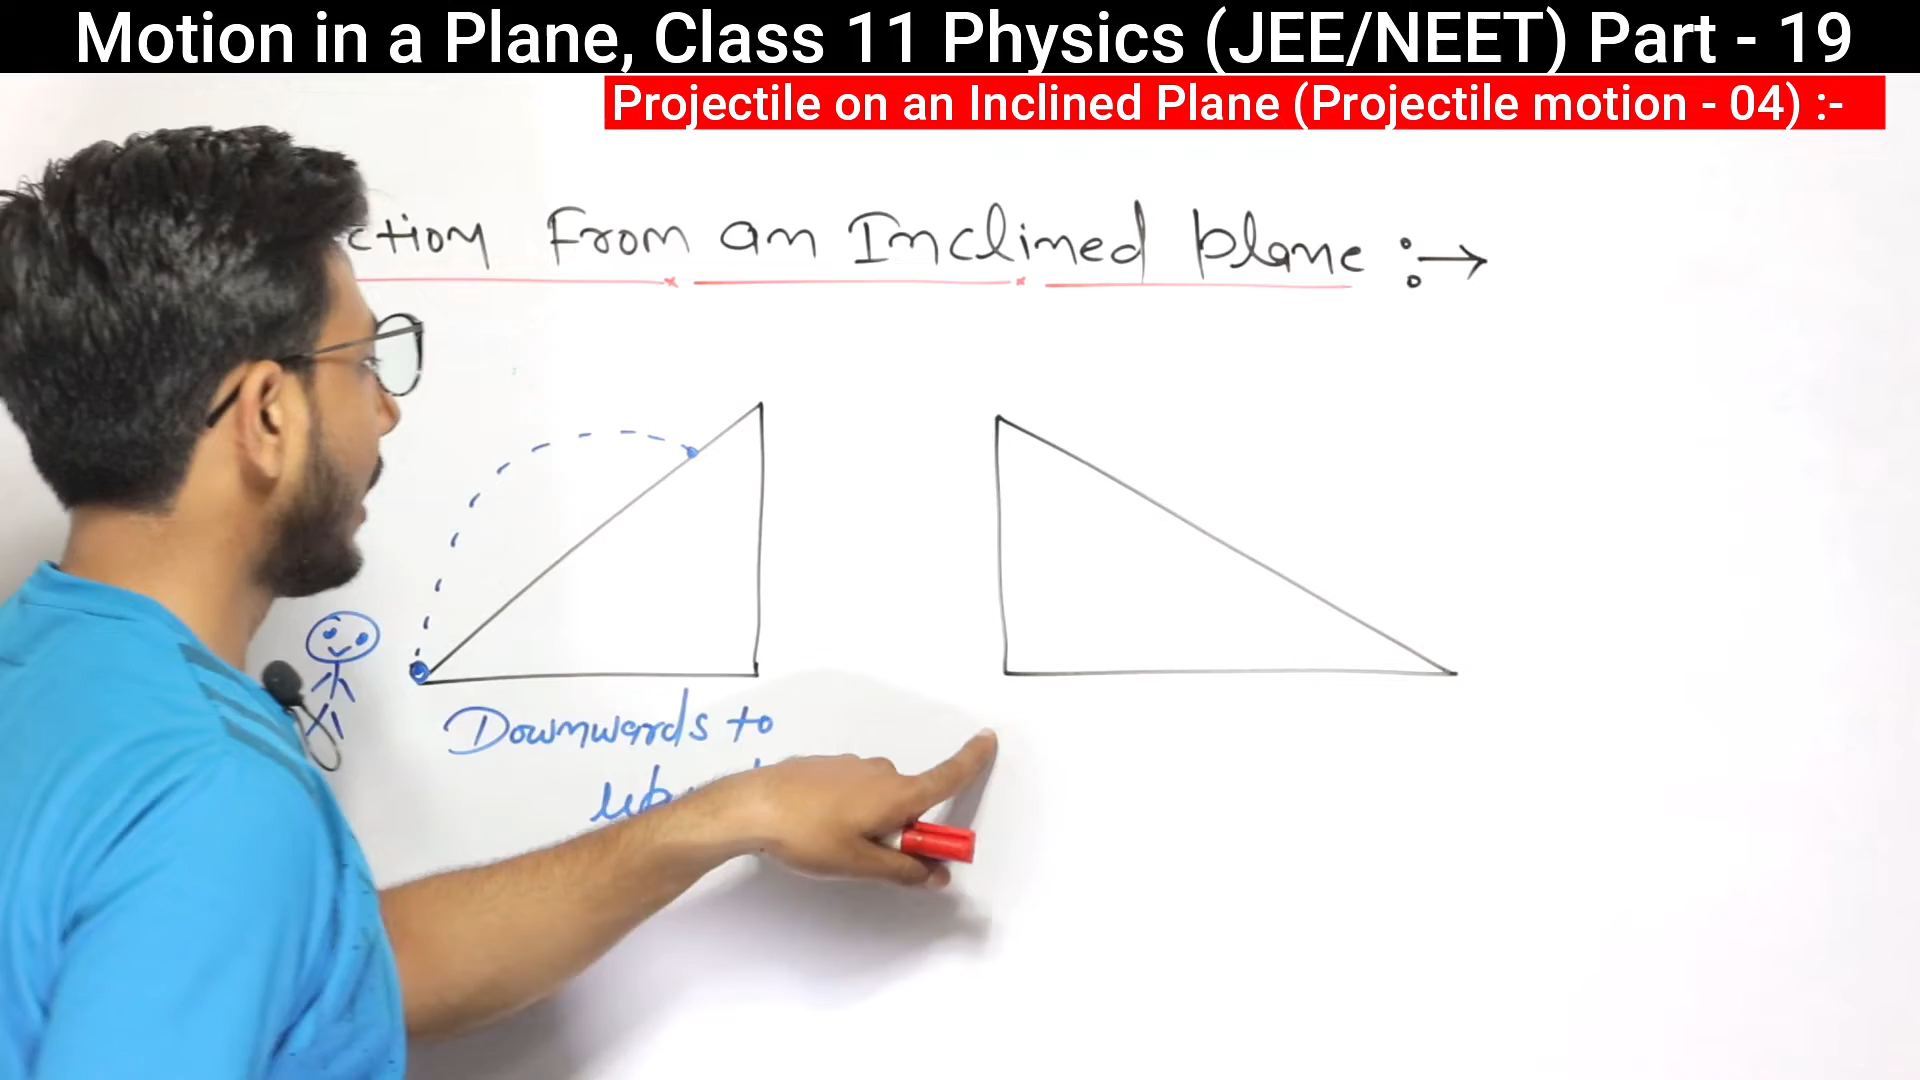 Motion in a Plane, Class 11 Physics (JEE/NEET) Part - 19
Projectile on an Inclined Plane (Projectile motion - 04) :-
ction From an Inclined plane :→
Downwards to